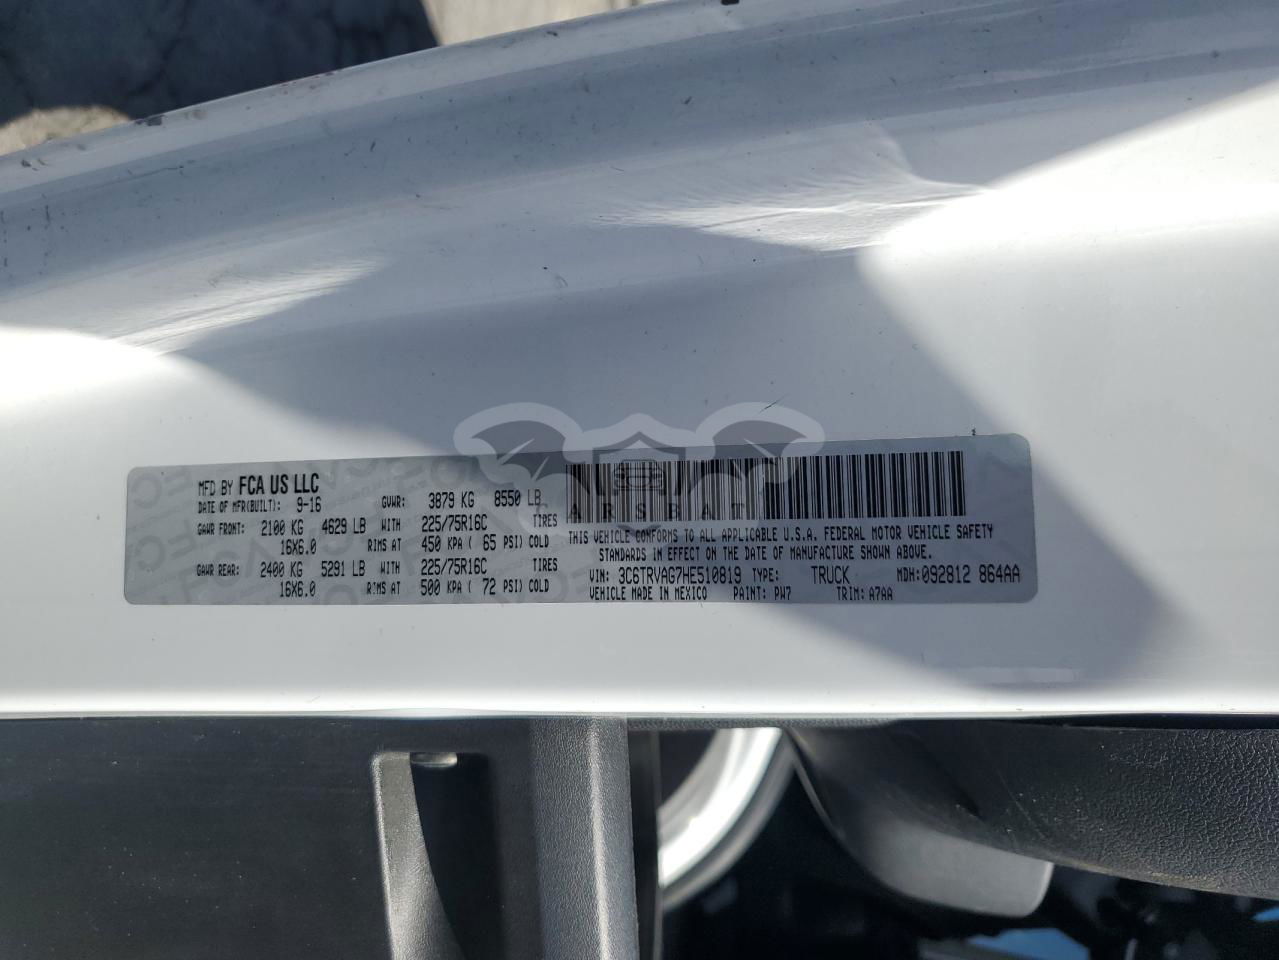 MFD BY FCA US LLC
DATE OF MFR(BUILT): 9-16 GVWR: 3879 KG 8550 LB
GAWR FRONT: 2100 KG 4629 LB WITH 225/75R16C TIRES
16X6.0 RIMS AT 450 KPA ( 65 PSI) COLD
GAWR REAR: 2400 KG 5291 LB WITH 225/75R16C TIRES
16X6.0 RIMS AT 500 KPA ( 72 PSI) COLD
CARSBAT
THIS VEHICLE CONFORMS TO ALL APPLICABLE U.S.A. FEDERAL MOTOR VEHICLE SAFETY
STANDARDS IN EFFECT ON THE DATE OF MANUFACTURE SHOWN ABOVE.
VIN: 3C6TRVAG7HE510819 TYPE: TRUCK MDH:092812 864AA
VEHICLE MADE IN MEXICO PAINT: PW7 TRIM: A7AA